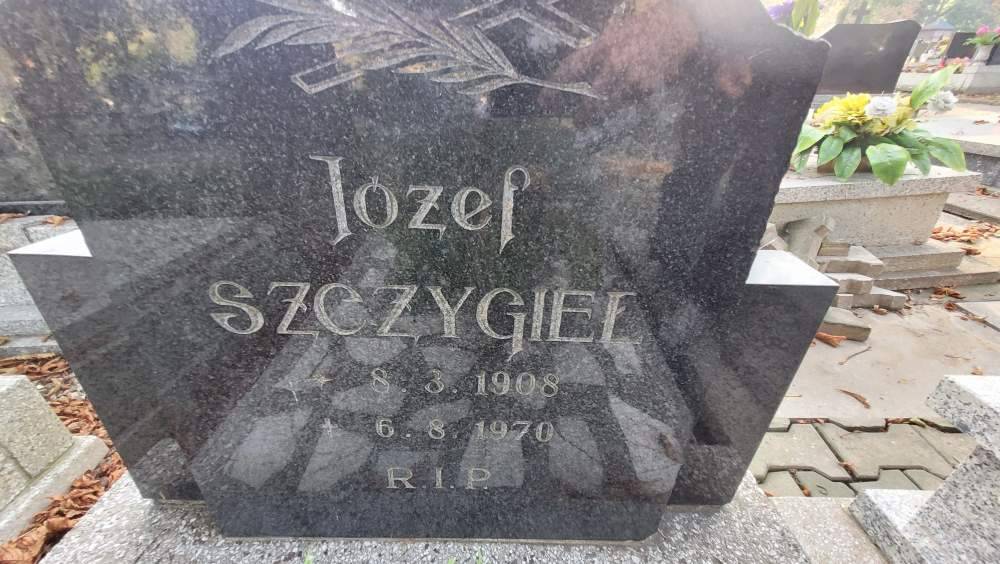 Józef
SZCZYGIEŁ
* 8. 3. 1908
+ 6. 8. 1970
R.I.P.